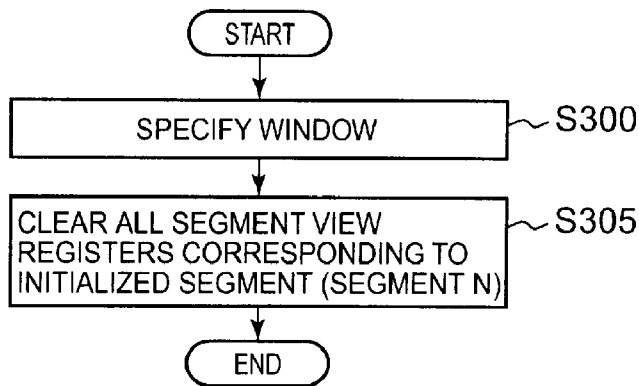 START
SPECIFY WINDOW
S300
CLEAR ALL SEGMENT VIEW
REGISTERS CORRESPONDING TO
INITIALIZED SEGMENT (SEGMENT N)
S305
END